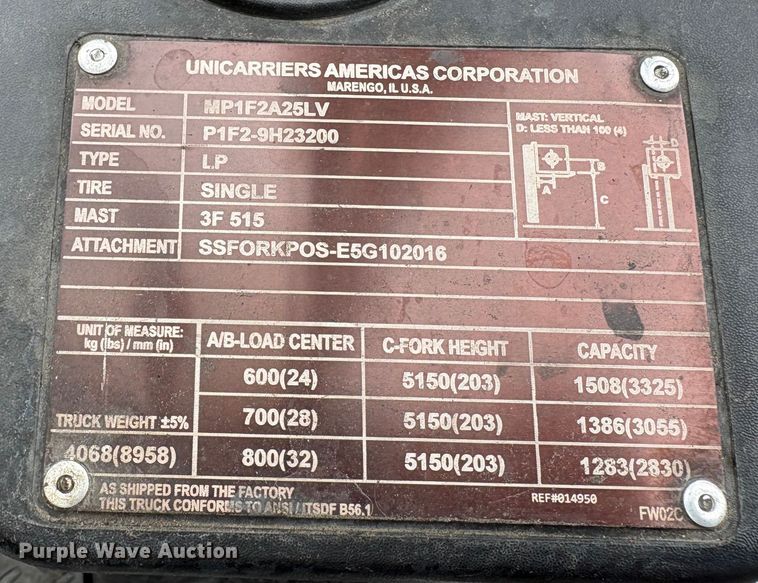 UNICARRIERS AMERICAS CORPORATION
MARENGO, IL U.S.A.
MODEL MP1F2A25LV
SERIAL NO. P1F2-9H23200
TYPE LP
TIRE SINGLE
MAST 3F 515
ATTACHMENT SSFORKPOS-E5G102016
MAST: VERTICAL
D: LESS THAN 100 (4)
A
B
C
D
UNIT OF MEASURE:
kg (lbs) / mm (in)
A/B-LOAD CENTER C-FORK HEIGHT CAPACITY
600(24) 5150(203) 1508(3325)
TRUCK WEIGHT ±5% 700(28) 5150(203) 1386(3055)
4068(8958) 800(32) 5150(203) 1283(2830)
AS SHIPPED FROM THE FACTORY
THIS TRUCK CONFORMS TO ANSI / ITSDF B56.1
REF#014950
FW02C
Purple Wave Auction